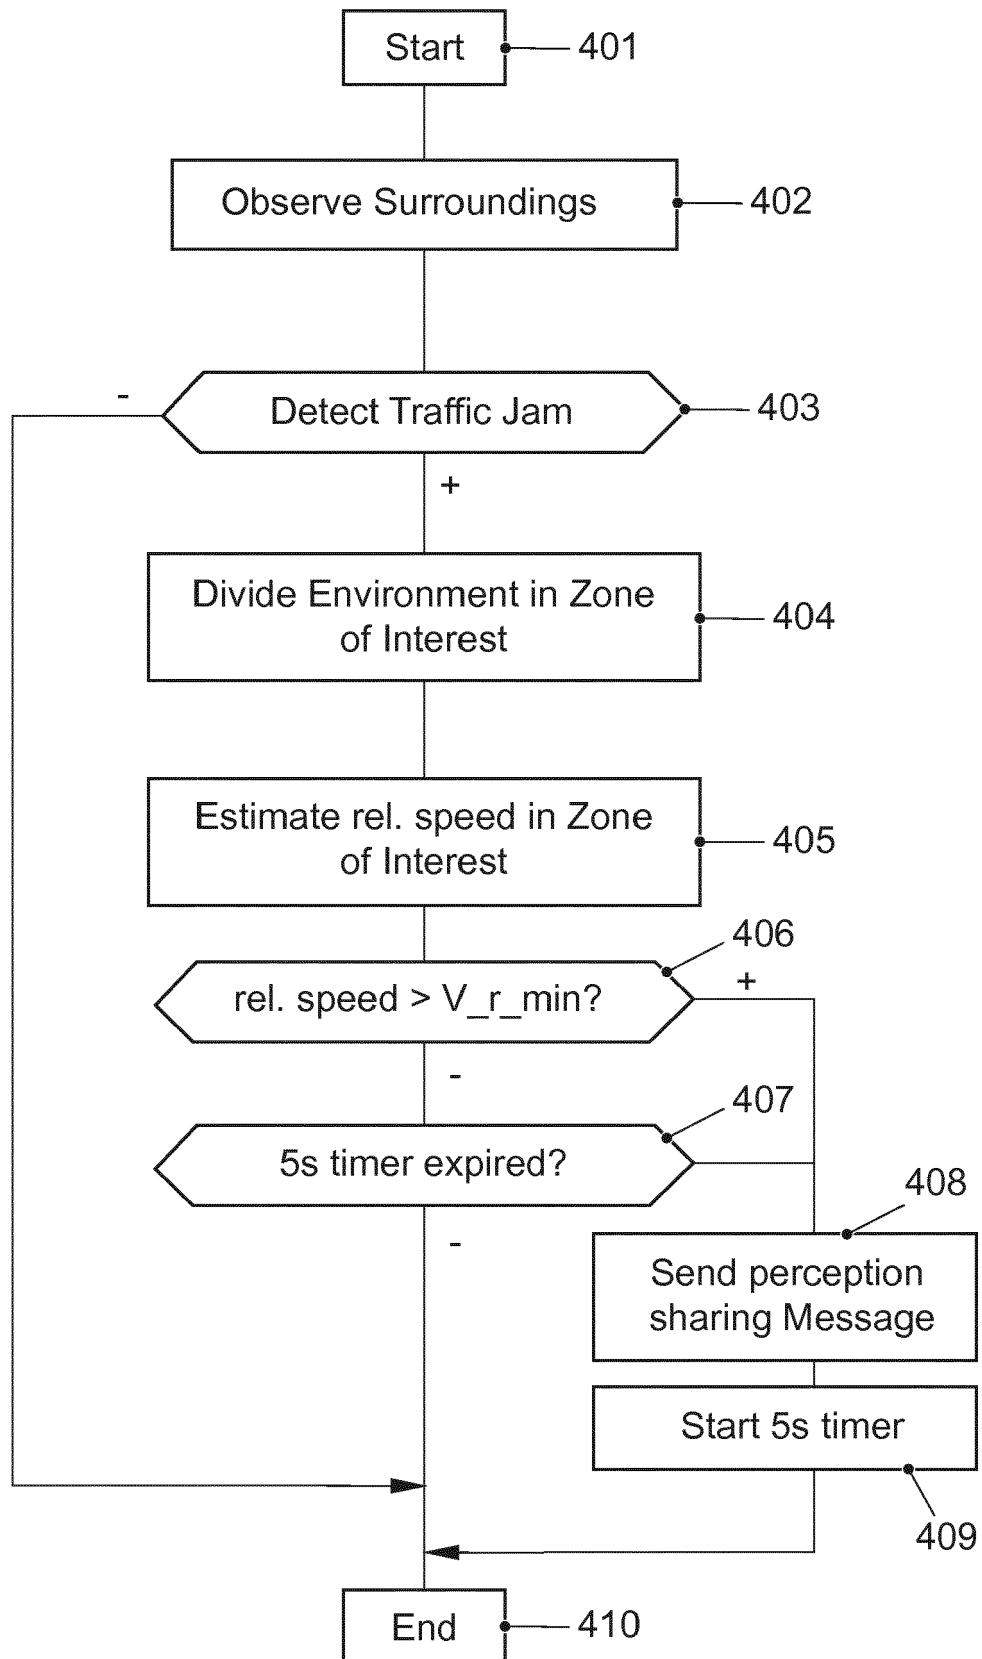 Start
401
Observe Surroundings
402
-
Detect Traffic Jam
403
+
Divide Environment in Zone
of Interest
404
Estimate rel. speed in Zone
of Interest
405
406
rel. speed > V_r_min?
+
-
407
5s timer expired?
408
-
Send perception
sharing Message
Start 5s timer
409
End
410